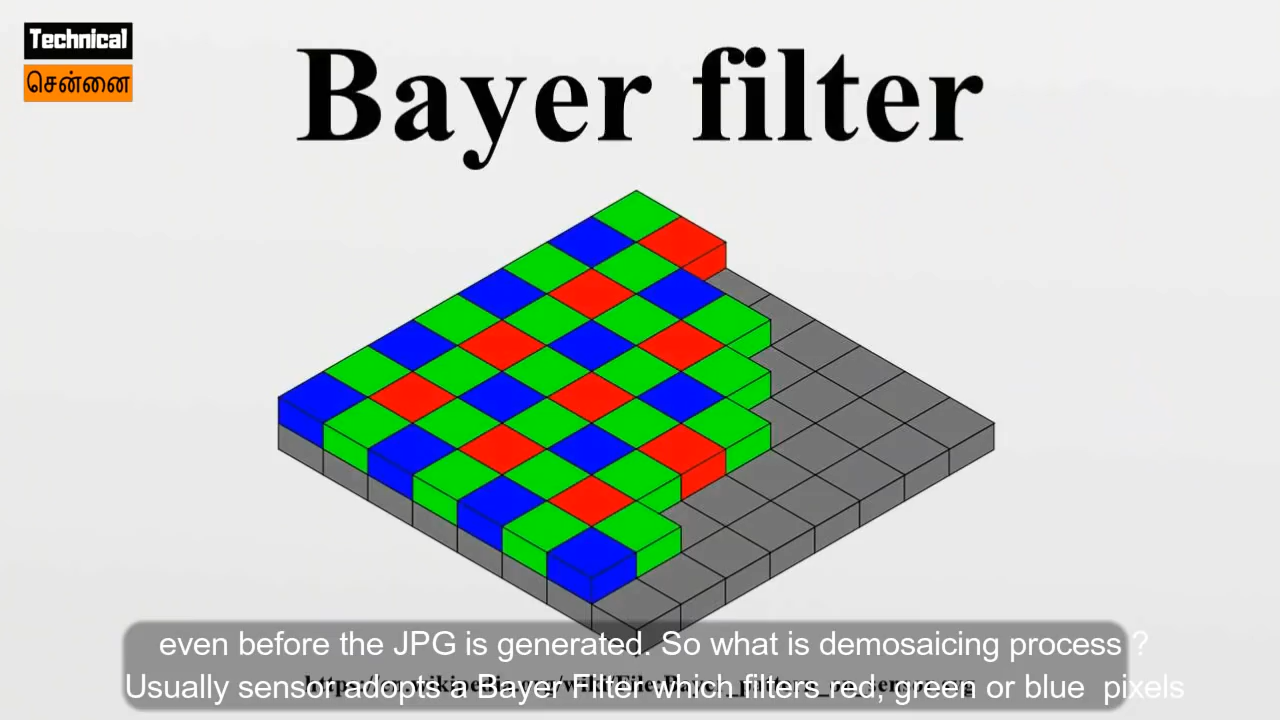 Technical
சென்னை
Bayer filter
even before the JPG is generated. So what is demosaicing process ?
Usually sensor adopts a Bayer FIlter which filters red, green or blue pixels